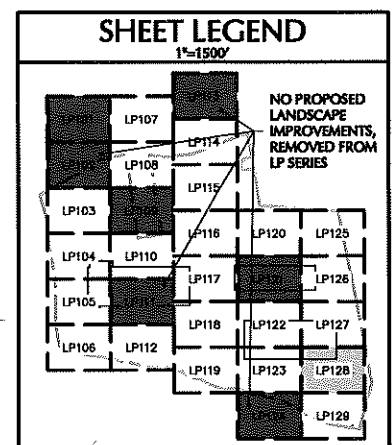 SHEET LEGEND
1"=1500'
NO PROPOSED
LANDSCAPE
IMPROVEMENTS,
REMOVED FROM
LP SERIES
LP107
LP114
LP108
LP115
LP103
LP116 LP120 LP125
LP104 LP110
LP117 LP126
LP105
LP118 LP122 LP127
LP106 LP112
LP119 LP123 LP128
LP129